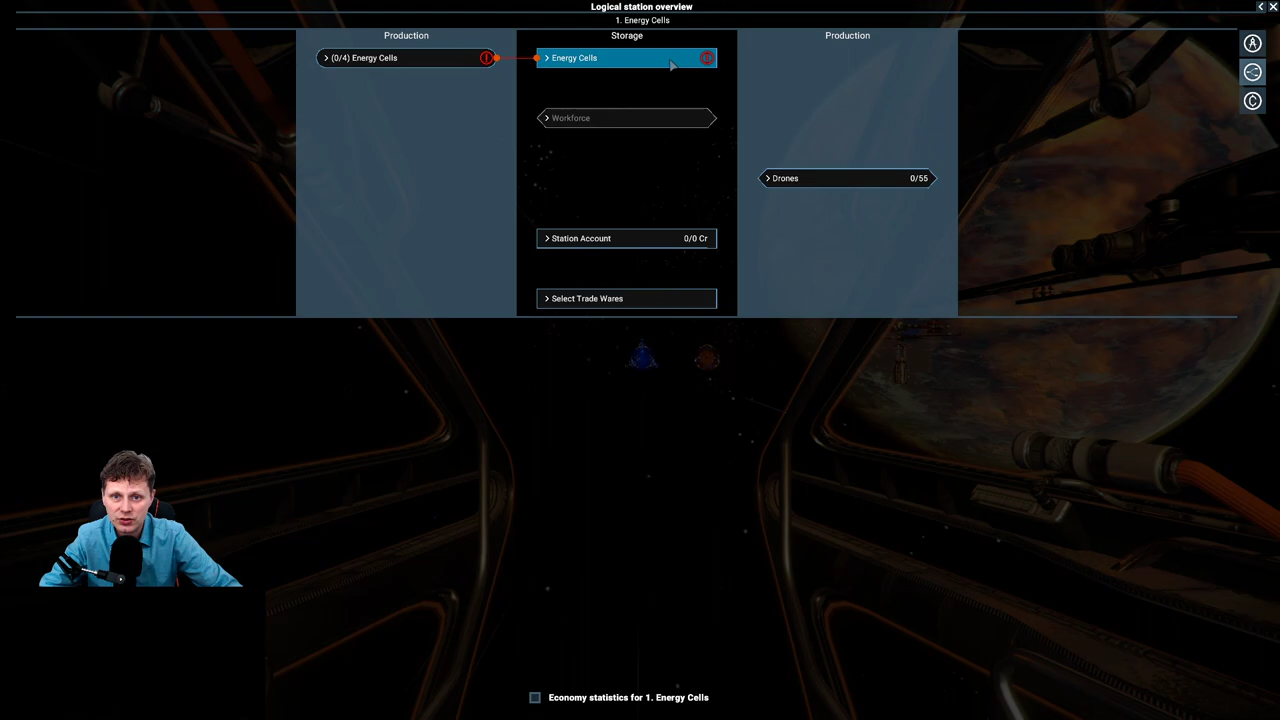 Logical station overview
1. Energy Cells
Production
Storage
Production
(0/4) Energy Cells
Energy Cells
Workforce
Drones 0/55
Station Account 0/0 Cr
Select Trade Wares
Economy statistics for 1. Energy Cells